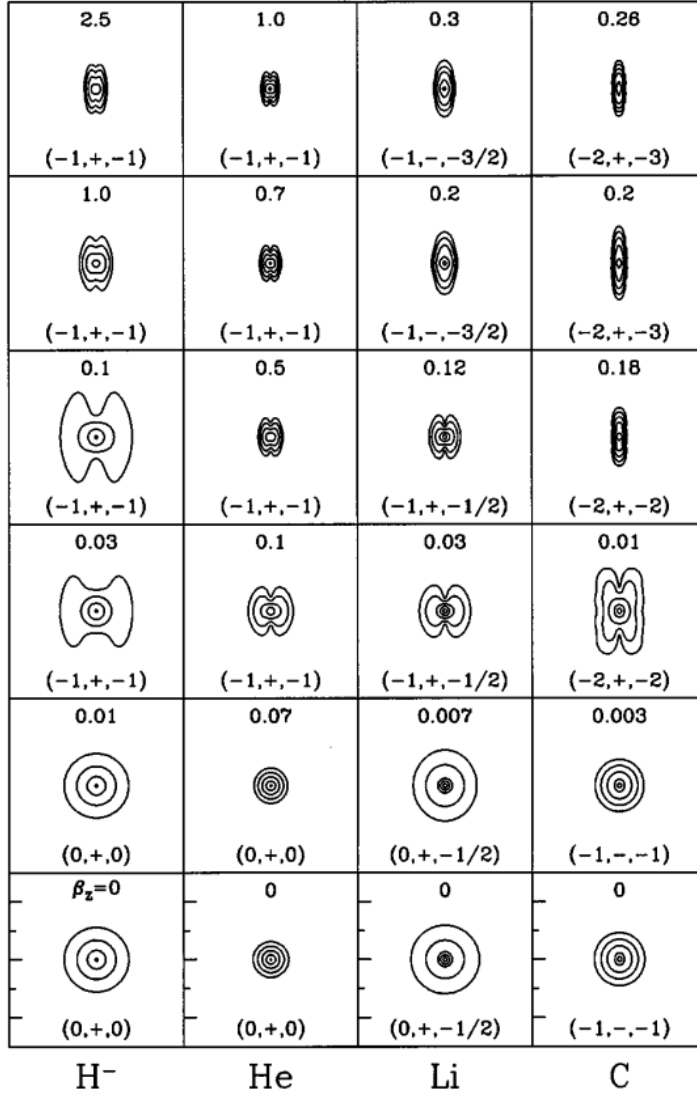 2.5 1.0 0.3 0.26
(−1,+,−1) (−1,+,−1) (−1,−,−3/2) (−2,+,−3)
1.0 0.7 0.2 0.2
(−1,+,−1) (−1,+,−1) (−1,−,−3/2) (−2,+,−3)
0.1 0.5 0.12 0.18
(−1,+,−1) (−1,+,−1) (−1,+,−1/2) (−2,+,−2)
0.03 0.1 0.03 0.01
(−1,+,−1) (−1,+,−1) (−1,+,−1/2) (−2,+,−2)
0.01 0.07 0.007 0.003
(0,+,0) (0,+,0) (0,+,−1/2) (−1,−,−1)
β_z=0 0 0 0
(0,+,0) (0,+,0) (0,+,−1/2) (−1,−,−1)
H⁻ He Li C